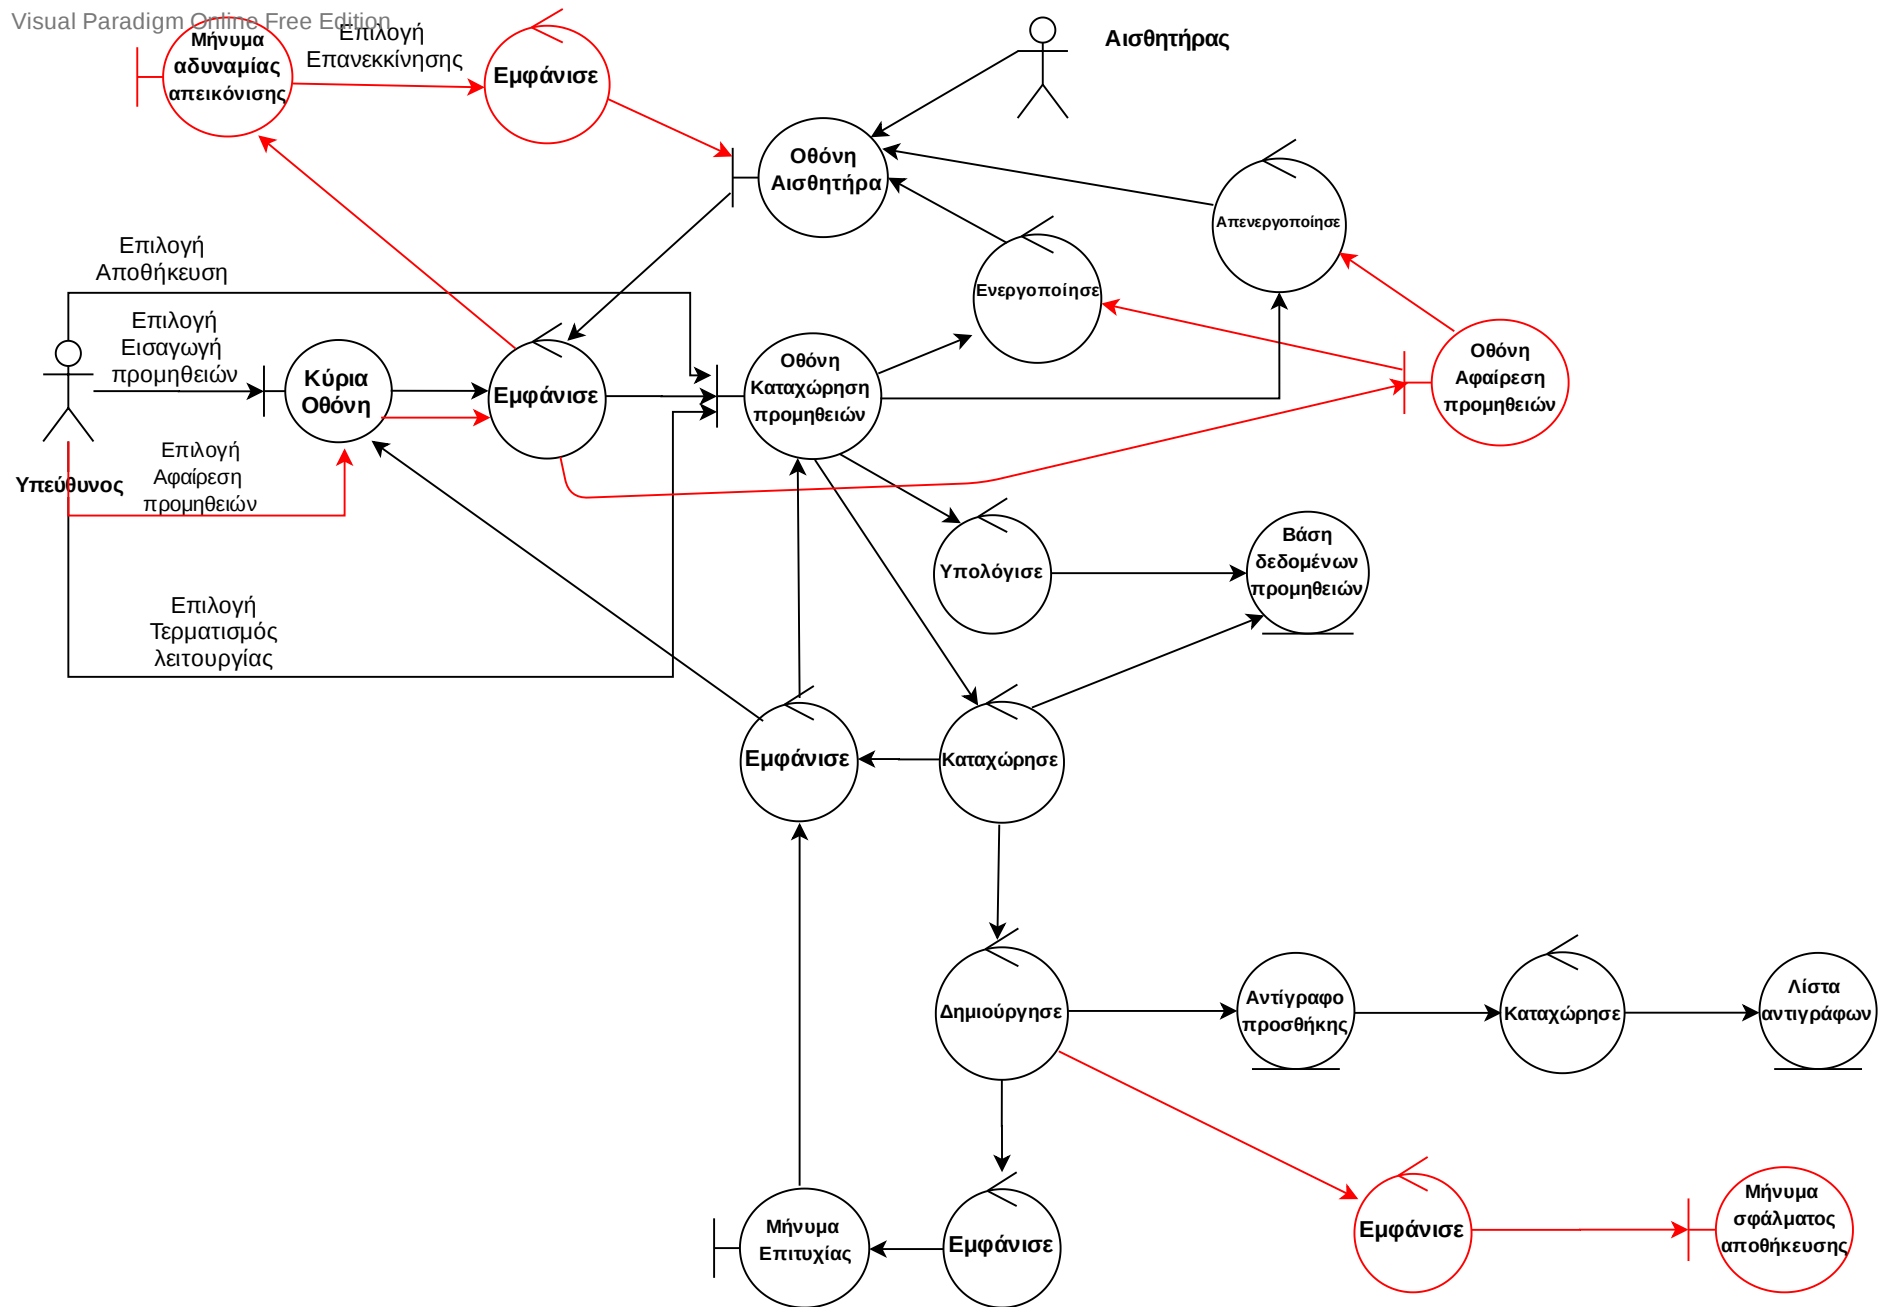 Visual Paradigm Online Free Edition
Μήνυμα
αδυναμίας
απεικόνισης
Επιλογή
Επανεκκίνησης
Εμφάνισε
Αισθητήρας
Οθόνη
Αισθητήρα
Απενεργοποίησε
Ενεργοποίησε
Επιλογή
Αποθήκευση
Επιλογή
Εισαγωγή
προμηθειών
Κύρια
Οθόνη
Εμφάνισε
Οθόνη
Καταχώρηση
προμηθειών
Οθόνη
Αφαίρεση
προμηθειών
Υπεύθυνος
Επιλογή
Αφαίρεση
προμηθειών
Υπολόγισε
Βάση
δεδομένων
προμηθειών
Επιλογή
Τερματισμός
λειτουργίας
Εμφάνισε
Καταχώρησε
Δημιούργησε
Αντίγραφο
προσθήκης
Καταχώρησε
Λίστα
αντιγράφων
Μήνυμα
Επιτυχίας
Εμφάνισε
Εμφάνισε
Μήνυμα
σφάλματος
αποθήκευσης